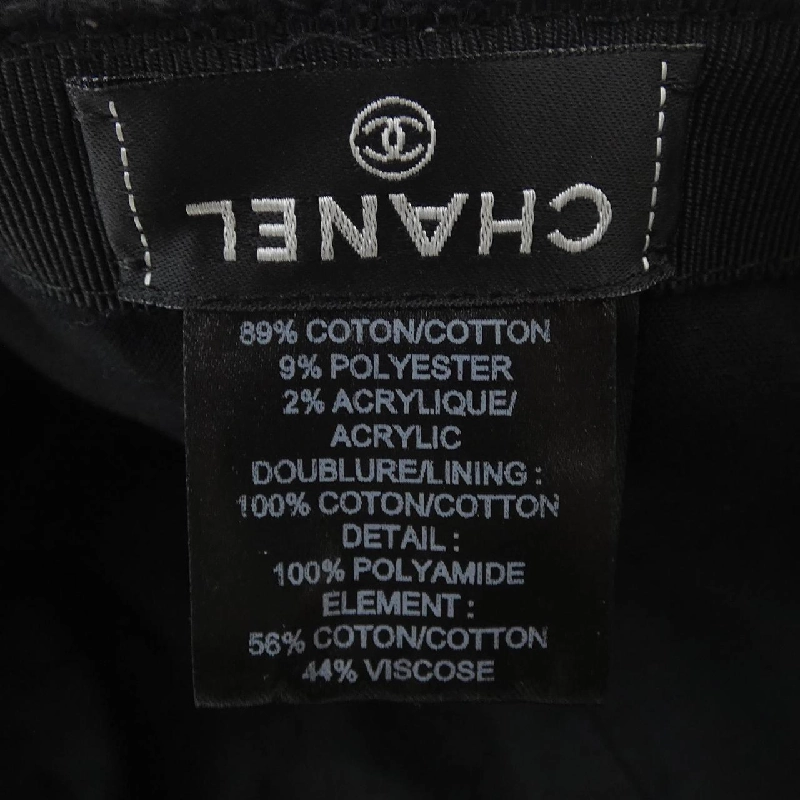 CHANEL
89% COTON/COTTON
9% POLYESTER
2% ACRYLIQUE/
ACRYLIC
DOUBLURE/LINING :
100% COTON/COTTON
DETAIL :
100% POLYAMIDE
ELEMENT :
56% COTON/COTTON
44% VISCOSE